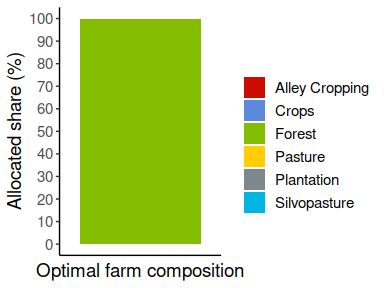 Allocated share (%)
100
90
80
70
60
50
40
30
20
10
0
Optimal farm composition
Alley Cropping
Crops
Forest
Pasture
Plantation
Silvopasture